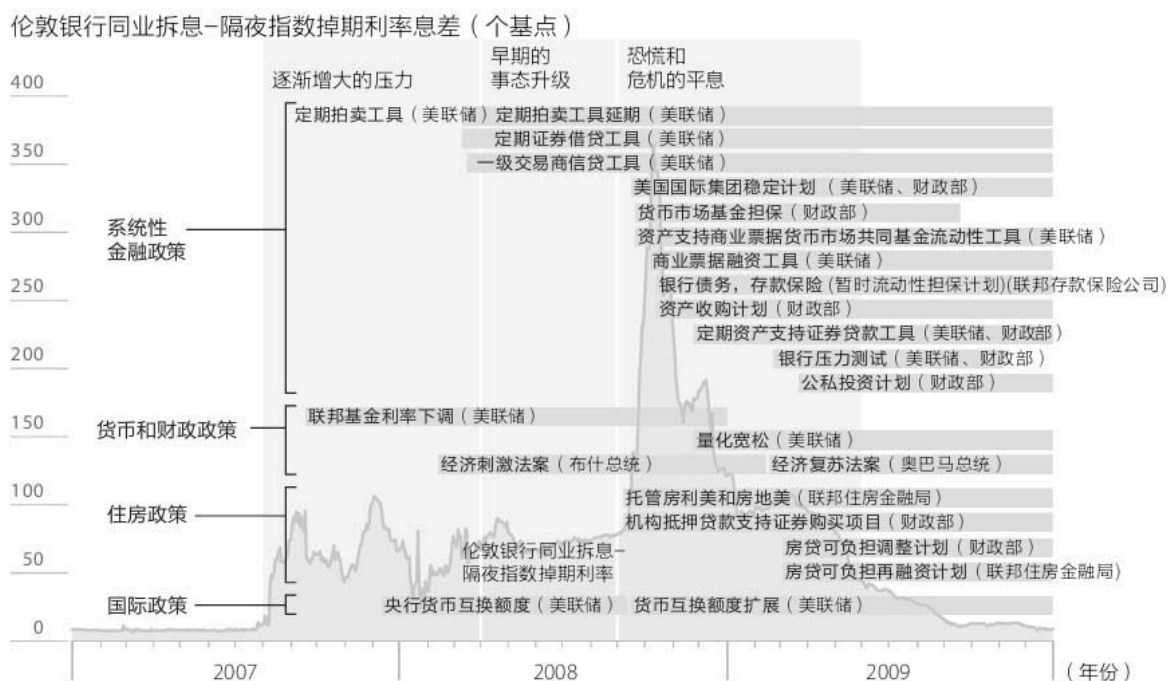 伦敦银行同业拆息–隔夜指数掉期利率息差（个基点）
逐渐增大的压力
早期的
事态升级
恐慌和
危机的平息
400
350
300
250
200
150
100
50
0
系统性
金融政策
定期拍卖工具（美联储）定期拍卖工具延期（美联储）
定期证券借贷工具（美联储）
一级交易商信贷工具（美联储）
美国国际集团稳定计划（美联储、财政部）
货币市场基金担保（财政部）
资产支持商业票据货币市场共同基金流动性工具（美联储）
商业票据融资工具（美联储）
银行债务，存款保险(暂时流动性担保计划)(联邦存款保险公司)
资产收购计划（财政部）
定期资产支持证券贷款工具（美联储、财政部）
银行压力测试（美联储、财政部）
公私投资计划（财政部）
货币和财政政策
联邦基金利率下调（美联储）
量化宽松（美联储）
经济刺激法案（布什总统） 经济复苏法案（奥巴马总统）
住房政策
托管房利美和房地美（联邦住房金融局）
机构抵押贷款支持证券购买项目（财政部）
房贷可负担调整计划（财政部）
房贷可负担再融资计划（联邦住房金融局）
伦敦银行同业拆息–
隔夜指数掉期利率
国际政策
央行货币互换额度（美联储） 货币互换额度扩展（美联储）
2007 2008 2009 （年份）